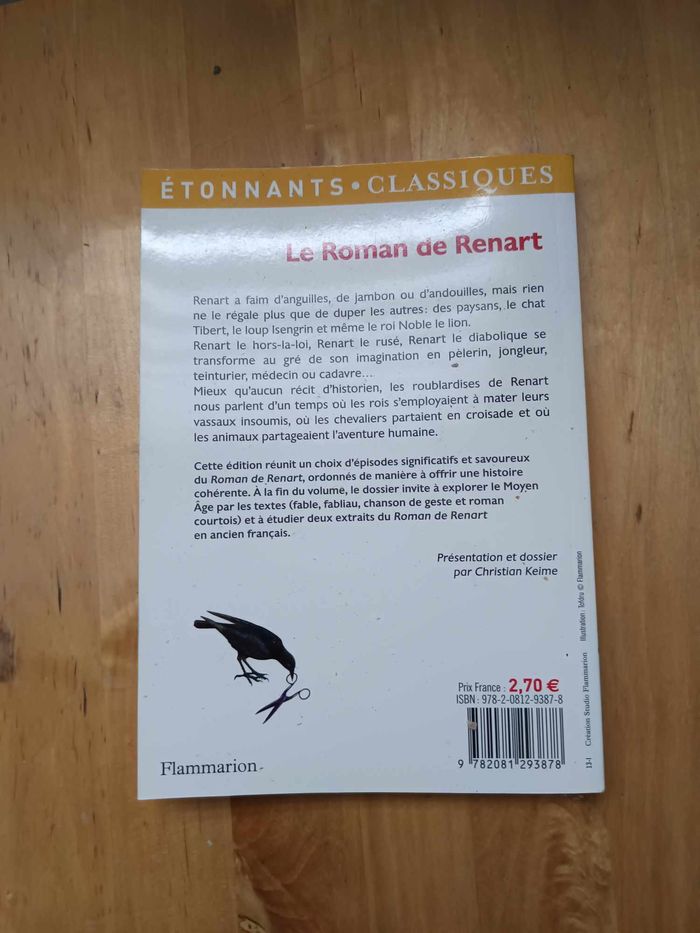 ÉTONNANTS • CLASSIQUES
Le Roman de Renart
Renart a faim d'anguilles, de jambon ou d'andouilles, mais rien
ne le régale plus que de duper les autres : des paysans, le chat
Tibert, le loup Isengrin et même le roi Noble le lion.
Renart le hors-la-loi, Renart le rusé, Renart le diabolique se
transforme au gré de son imagination en pèlerin, jongleur,
teinturier, médecin ou cadavre...
Mieux qu'aucun récit d'historien, les roublardises de Renart
nous parlent d'un temps où les rois s'employaient à mater leurs
vassaux insoumis, où les chevaliers partaient en croisade et où
les animaux partageaient l'aventure humaine.
Cette édition réunit un choix d'épisodes significatifs et savoureux
du Roman de Renart, ordonnés de manière à offrir une histoire
cohérente. À la fin du volume, le dossier invite à explorer le Moyen
Âge par les textes (fable, fabliau, chanson de geste et roman
courtois) et à étudier deux extraits du Roman de Renart
en ancien français.
Présentation et dossier
par Christian Keime
Prix France : 2,70 €
ISBN : 978-2-0812-9387-8
9 782081 293878
Flammarion
13-I Création Studio Flammarion Illustration : © Flammarion